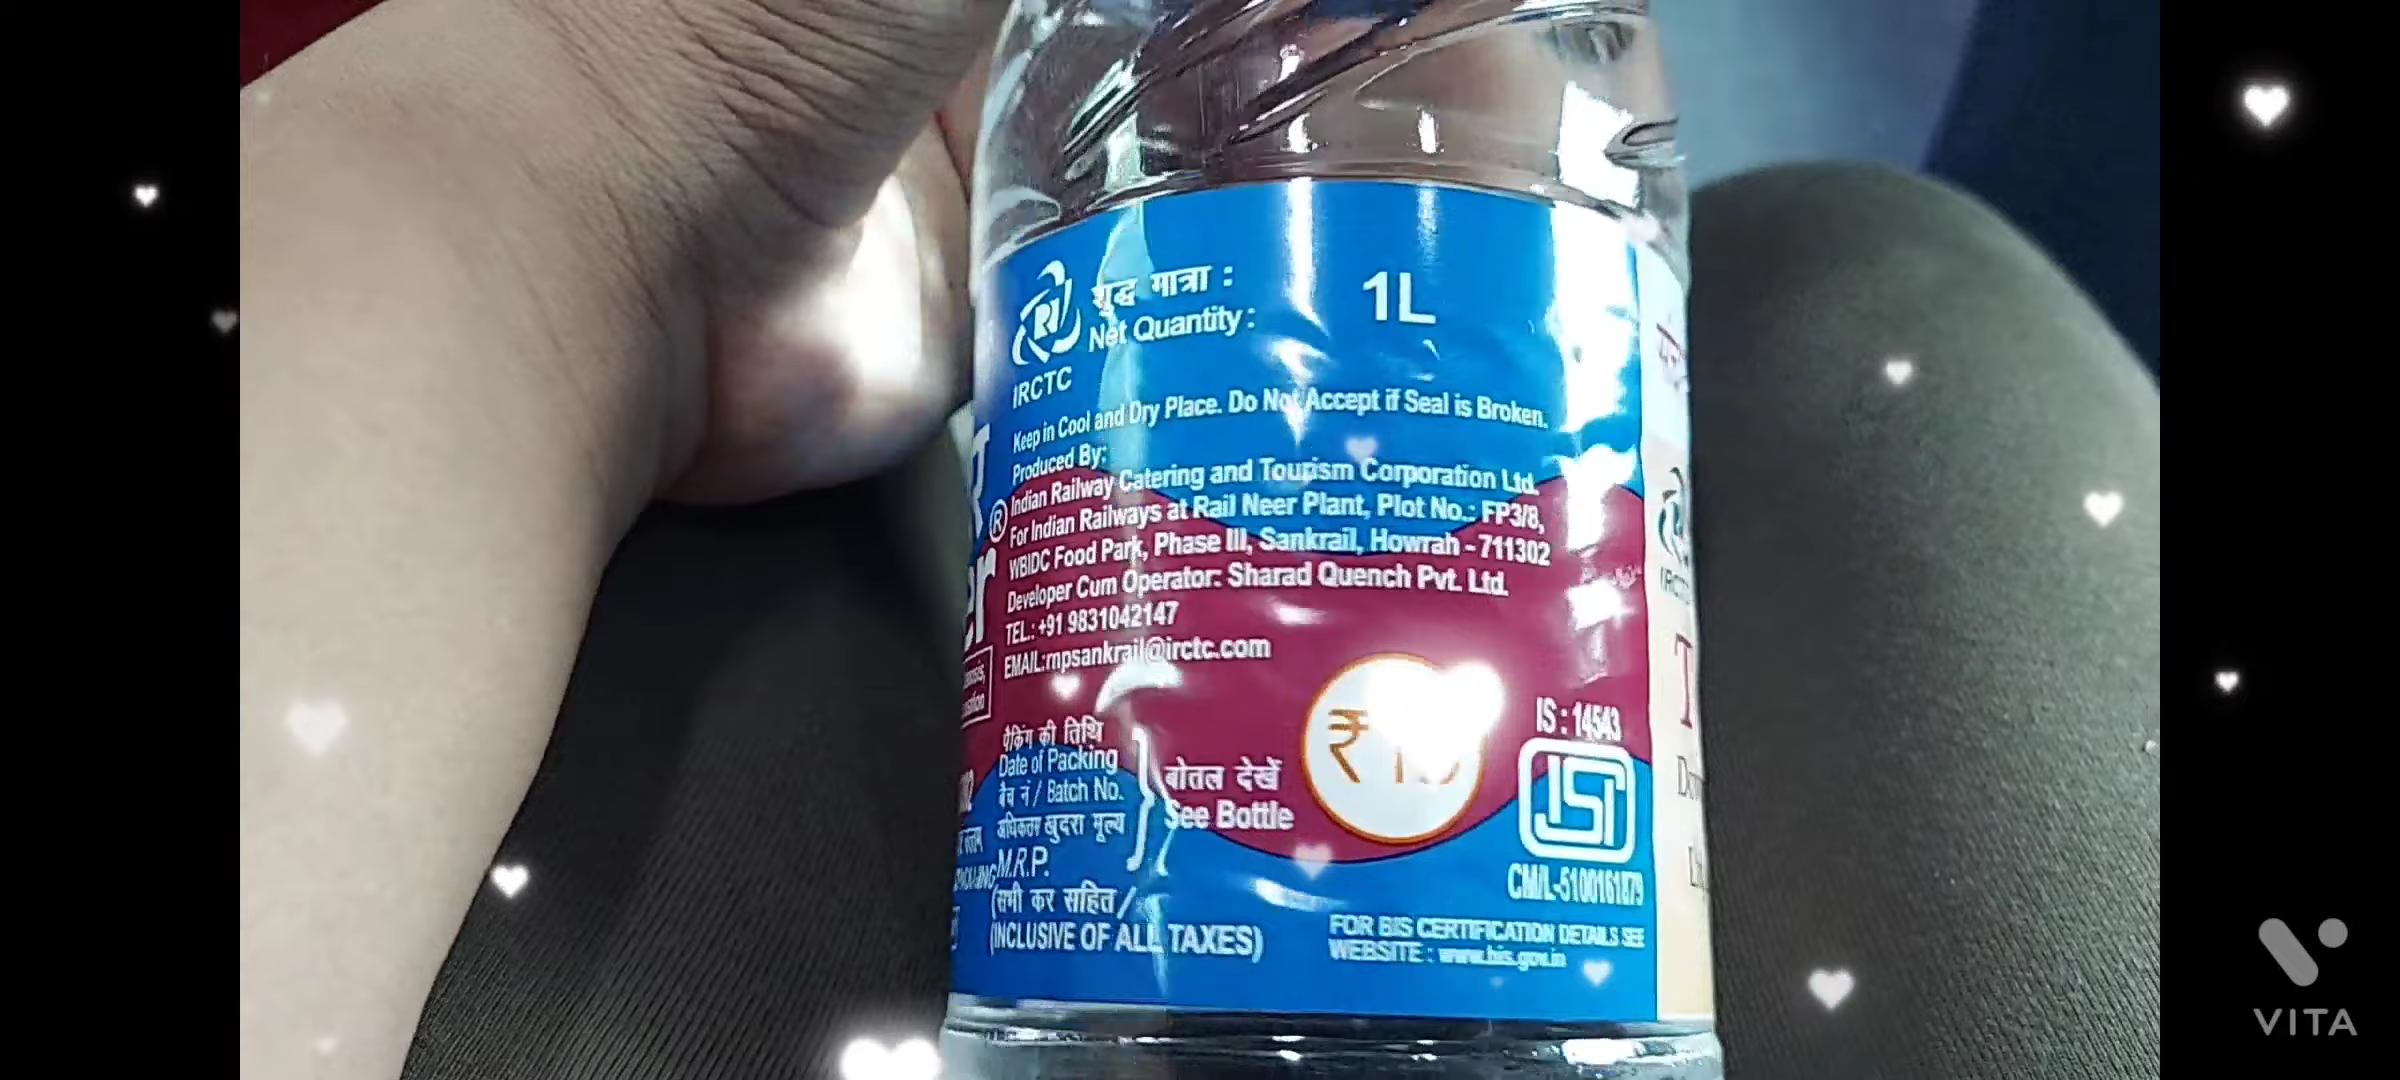 शुद्ध मात्रा :
Net Quantity :
1L
IRCTC
Keep in Cool and Dry Place. Do Not Accept if Seal is Broken.
Produced By:
Indian Railway Catering and Tourism Corporation Ltd.
For Indian Railways at Rail Neer Plant, Plot No.: FP3/8,
WBIDC Food Park, Phase III, Sankrail, Howrah - 711302
Developer Cum Operator: Sharad Quench Pvt. Ltd.
TEL.: +91 9831042147
EMAIL:rnpsankrail@irctc.com
पैकिंग की तिथि
Date of Packing
बैच नं / Batch No.
अधिकतम खुदरा मूल्य
M.R.P.
(सभी कर सहित /
(INCLUSIVE OF ALL TAXES)
बोतल देखें
See Bottle
IS : 14543
ISI
CM/L-5100161879
FOR BIS CERTIFICATION DETAILS SEE
WEBSITE : www.bis.gov.in
VITA